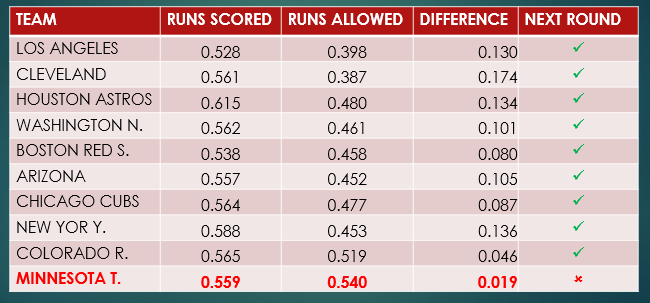 TEAM RUNS SCORED RUNS ALLOWED DIFFERENCE NEXT ROUND
LOS ANGELES 0.528 0.398 0.130 ✓
CLEVELAND 0.561 0.387 0.174 ✓
HOUSTON ASTROS 0.615 0.480 0.134 ✓
WASHINGTON N. 0.562 0.461 0.101 ✓
BOSTON RED S. 0.538 0.458 0.080 ✓
ARIZONA 0.557 0.452 0.105 ✓
CHICAGO CUBS 0.564 0.477 0.087 ✓
NEW YOR Y. 0.588 0.453 0.136 ✓
COLORADO R. 0.565 0.519 0.046 ✓
MINNESOTA T. 0.559 0.540 0.019 ×